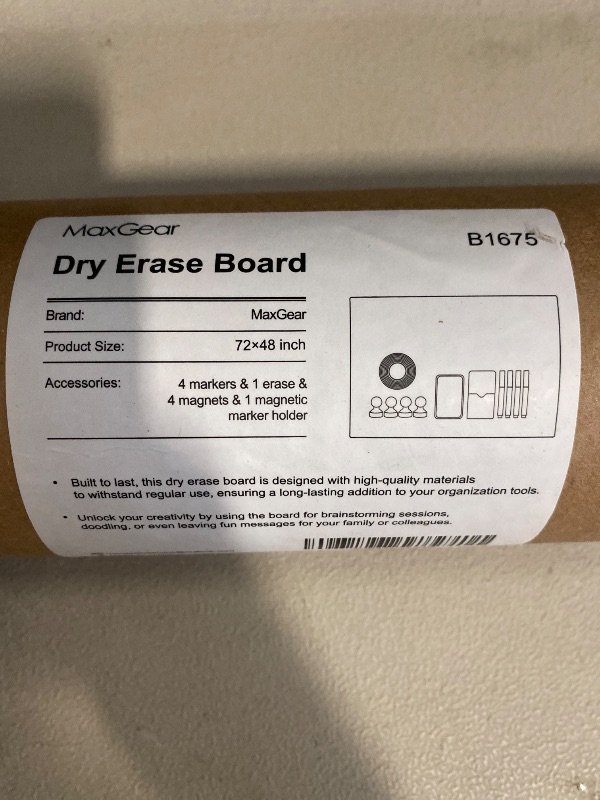 MaxGear
B1675
Dry Erase Board
Brand: MaxGear
Product Size: 72×48 inch
Accessories: 4 markers & 1 erase &
4 magnets & 1 magnetic
marker holder
• Built to last, this dry erase board is designed with high-quality materials
to withstand regular use, ensuring a long-lasting addition to your organization tools.
• Unlock your creativity by using the board for brainstorming sessions,
doodling, or even leaving fun messages for your family or colleagues.